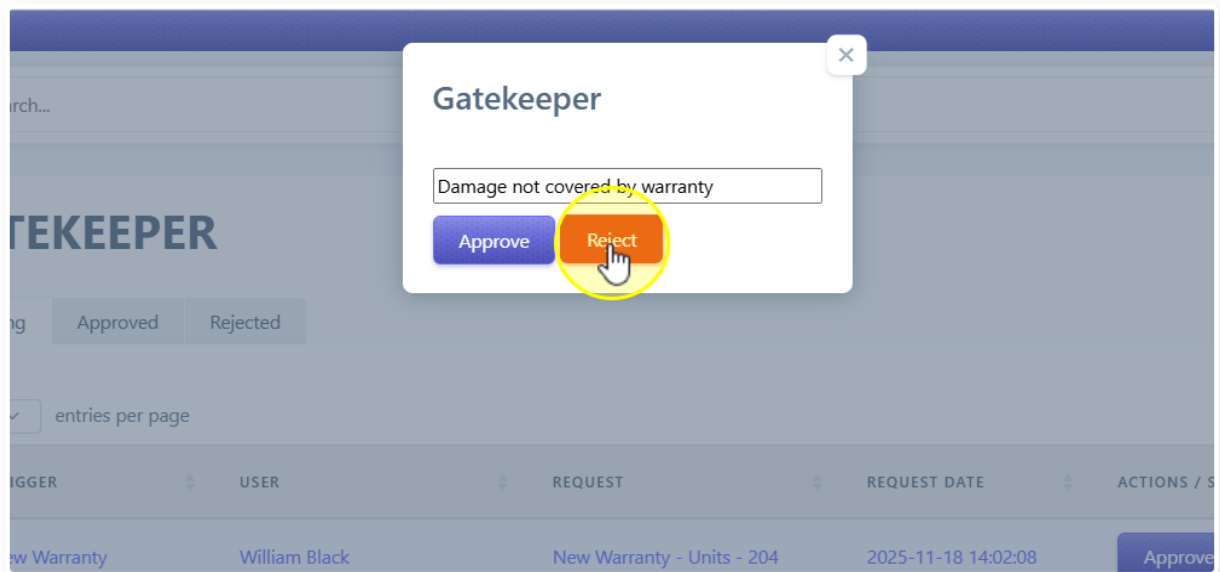 Gatekeeper
arch...
Damage not covered by warranty
Approve Reject
TEKEEPER
ng Approved Rejected
entries per page
IGGER USER REQUEST REQUEST DATE ACTIONS / S
ew Warranty William Black New Warranty - Units - 204 2025-11-18 14:02:08 Approve